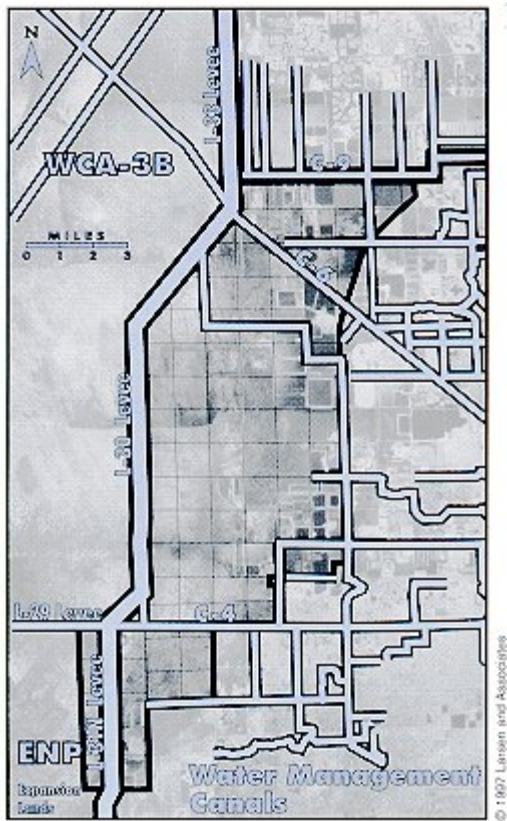 N
L-33 Levee
WCA-3B
C-9
MILES
0 1 2 3
C-6
L-30 Levee
L-29 Levee
C-4
L-31N Levee
ENP
Expansion
Lands
Water Management
Canals
© 1997 Larsen and Associates